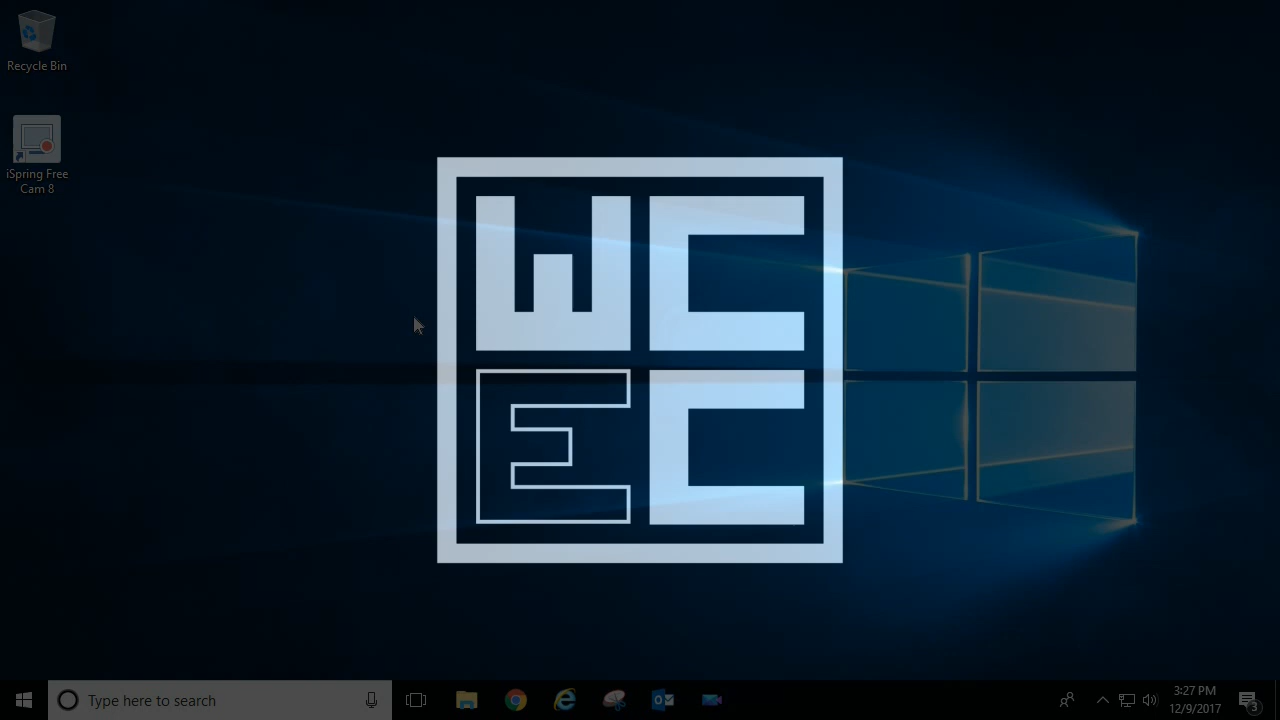 Recycle Bin
iSpring Free
Cam 8
WC
EC
Type here to search
3:27 PM
12/9/2017
3